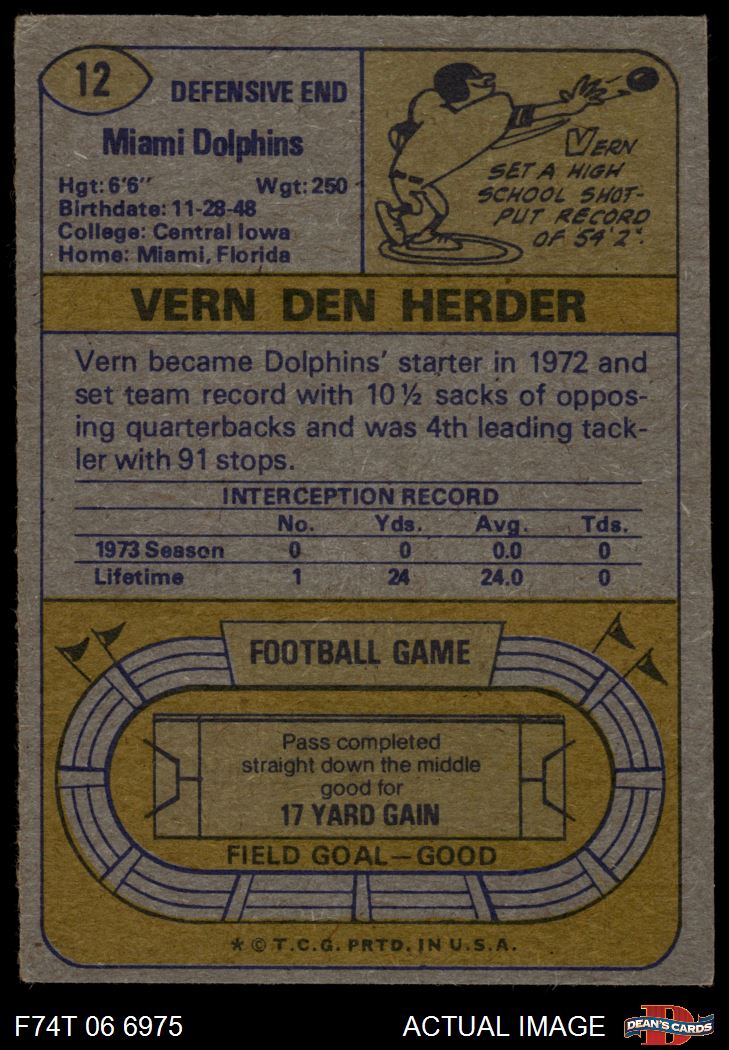 12
DEFENSIVE END
Miami Dolphins
Hgt: 6'6" Wgt: 250
Birthdate: 11-28-48
College: Central Iowa
Home: Miami, Florida
VERN
SET A HIGH
SCHOOL SHOT-
PUT RECORD
OF 54'2".
VERN DEN HERDER
Vern became Dolphins' starter in 1972 and
set team record with 10 ½ sacks of oppos-
ing quarterbacks and was 4th leading tack-
ler with 91 stops.
INTERCEPTION RECORD
No. Yds. Avg. Tds.
1973 Season 0 0 0.0 0
Lifetime 1 24 24.0 0
FOOTBALL GAME
Pass completed
straight down the middle
good for
17 YARD GAIN
FIELD GOAL—GOOD
* © T.C.G. PRTD. IN U.S.A.
F74T 06 6975 ACTUAL IMAGE
D
DEAN'S CARDS